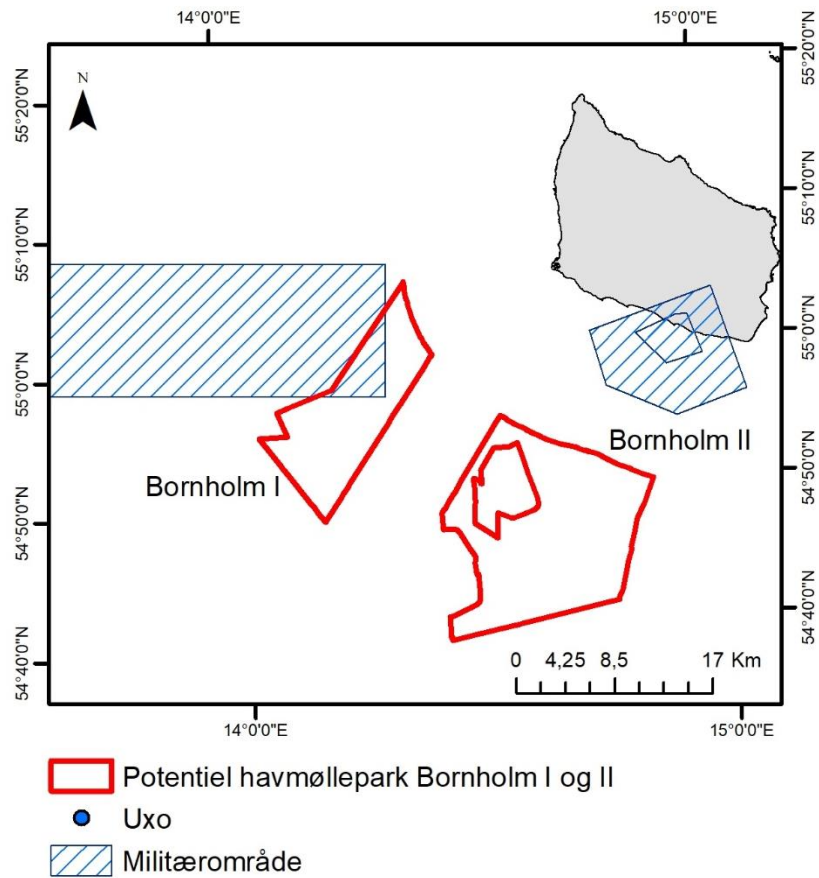 14°0'0"E 15°0'0"E
N
55°20'0"N
55°10'0"N
55°0'0"N
54°50'0"N
54°40'0"N
55°20'0"N
55°10'0"N
55°0'0"N
54°50'0"N
54°40'0"N
Bornholm I
Bornholm II
0 4,25 8,5 17 Km
14°0'0"E 15°0'0"E
Potentiel havmøllepark Bornholm I og II
Uxo
Militærområde